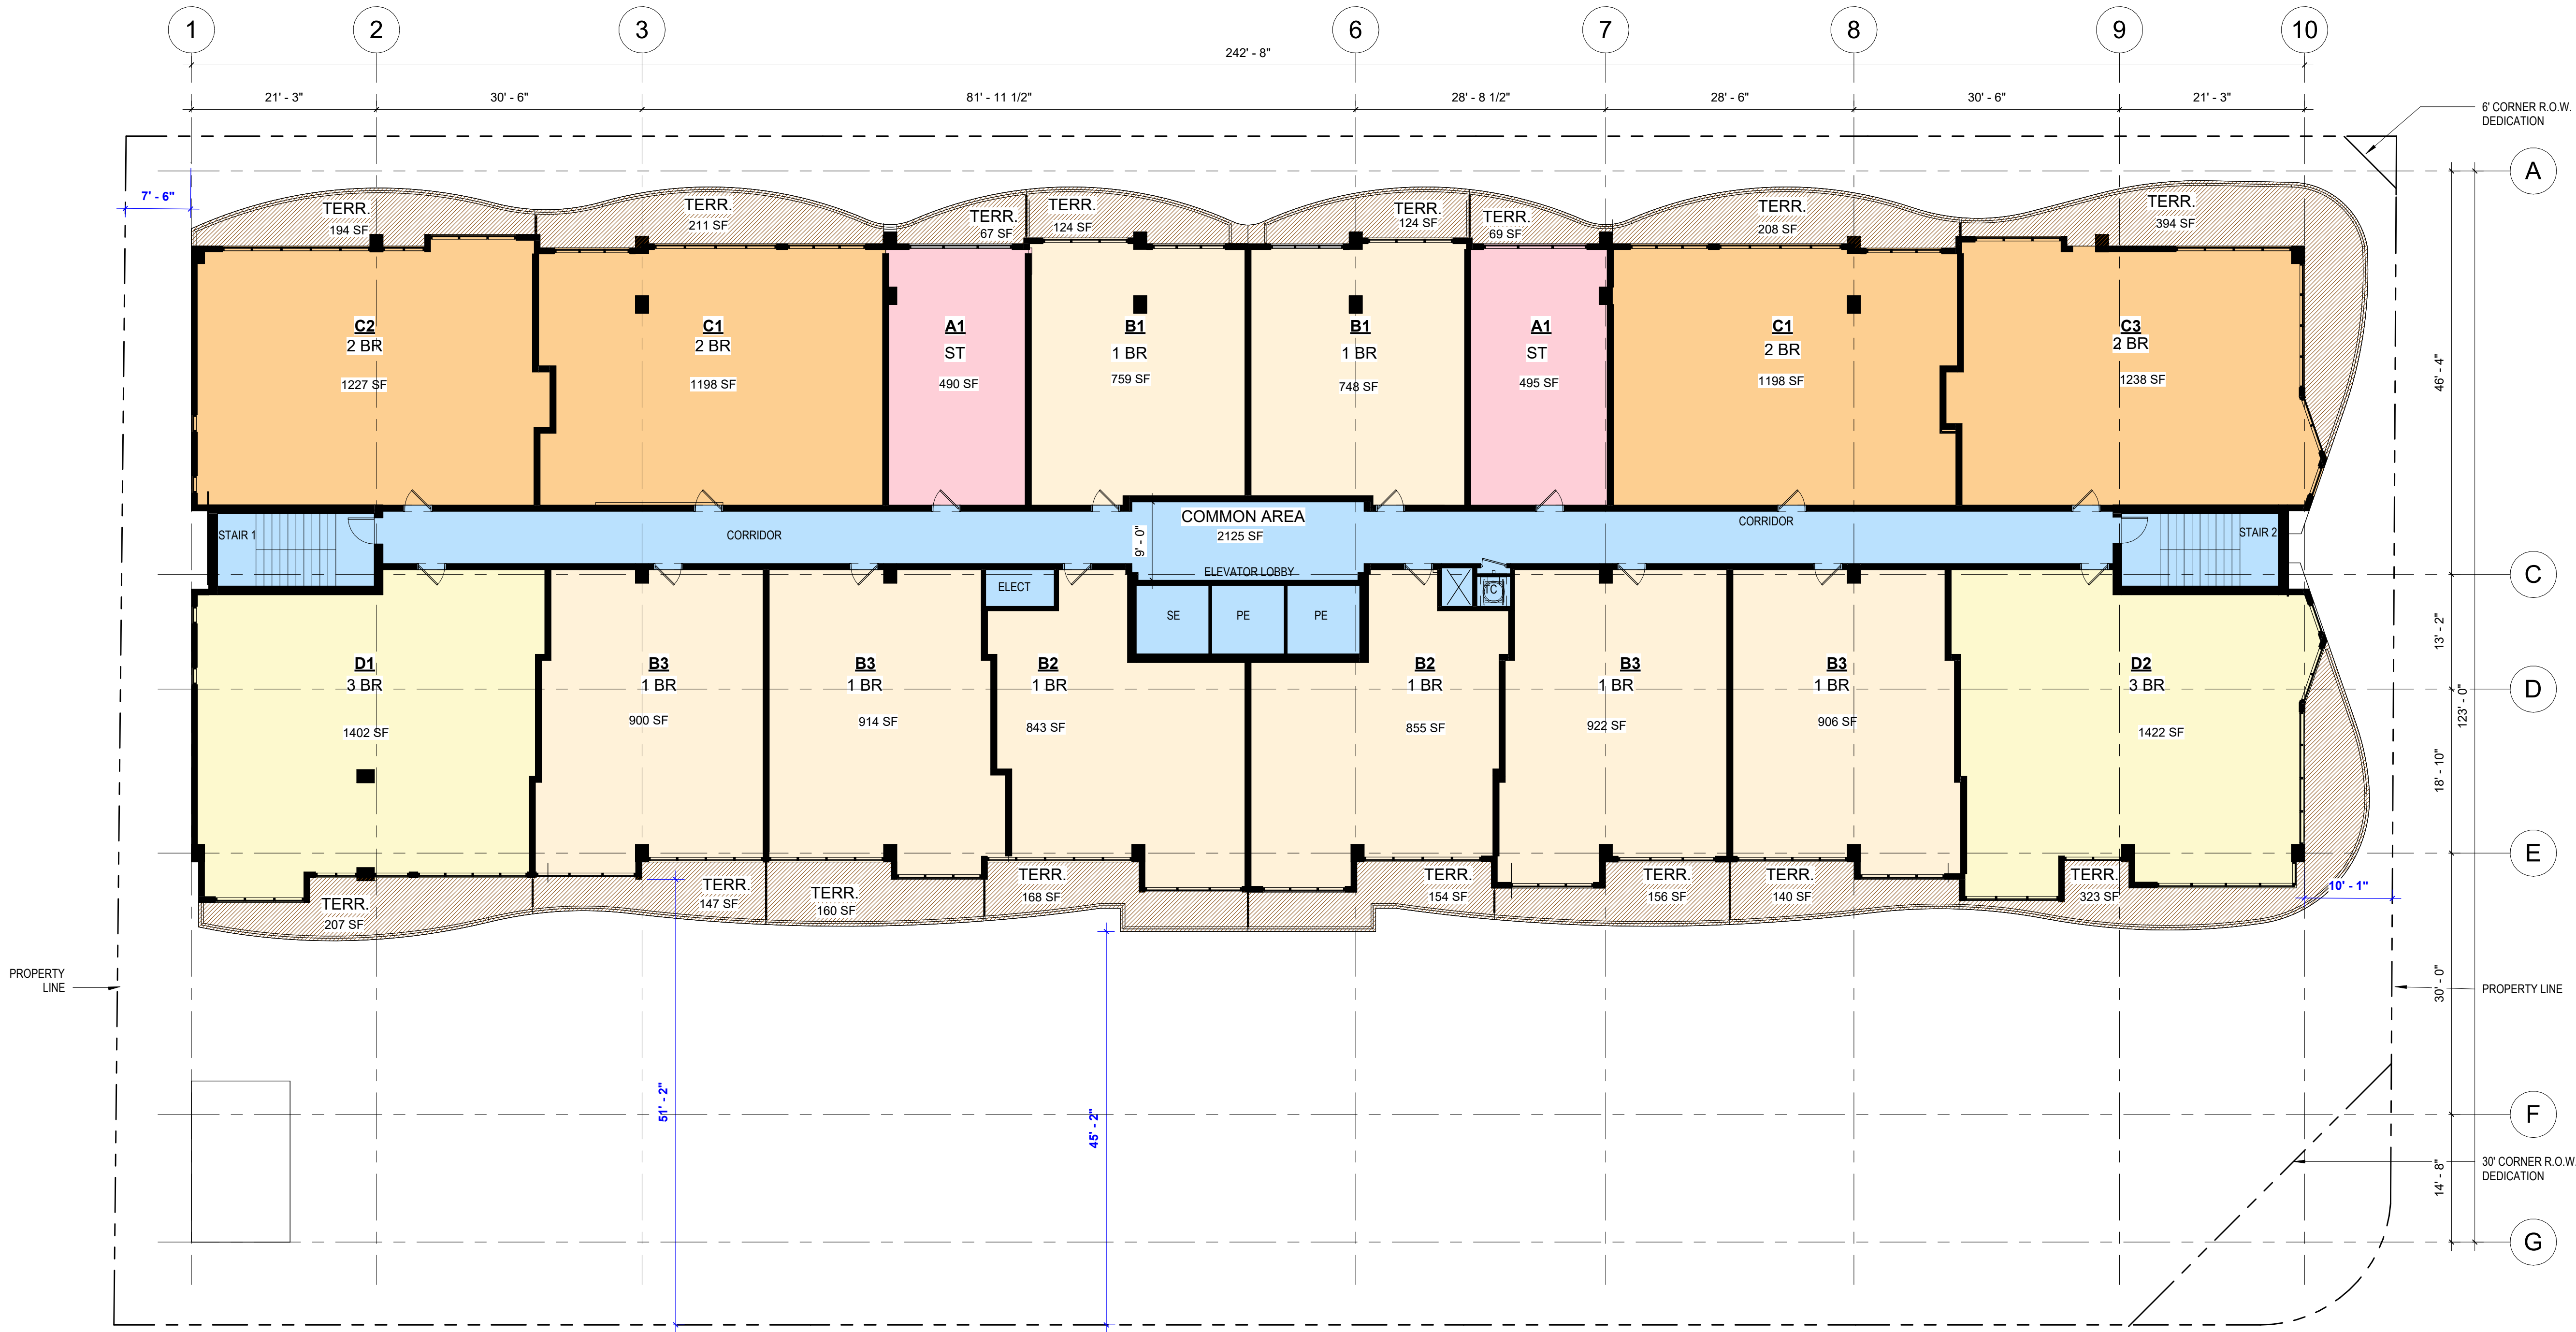 1
2
3
6
7
8
9
10
242' - 8"
21' - 3"
30' - 6"
81' - 11 1/2"
28' - 8 1/2"
28' - 6"
30' - 6"
21' - 3"
6' CORNER R.O.W.
DEDICATION
A
7' - 6"
TERR.
194 SF
TERR.
211 SF
TERR.
67 SF
TERR.
124 SF
TERR.
124 SF
TERR.
69 SF
TERR.
208 SF
TERR.
394 SF
C2
2 BR
1227 SF
C1
2 BR
1198 SF
A1
ST
490 SF
B1
1 BR
759 SF
B1
1 BR
748 SF
A1
ST
495 SF
C1
2 BR
1198 SF
C3
2 BR
1238 SF
46' - 4"
STAIR 1
CORRIDOR
COMMON AREA
2125 SF
9' - 0"
ELEVATOR LOBBY
CORRIDOR
STAIR 2
C
ELECT
SE
PE
PE
TC
13' - 2"
D1
3 BR
1402 SF
B3
1 BR
900 SF
B3
1 BR
914 SF
B2
1 BR
843 SF
B2
1 BR
855 SF
B3
1 BR
922 SF
B3
1 BR
906 SF
D2
3 BR
1422 SF
D
123' - 0"
18' - 10"
E
TERR.
207 SF
TERR.
147 SF
TERR.
160 SF
TERR.
168 SF
TERR.
154 SF
TERR.
156 SF
TERR.
140 SF
TERR.
323 SF
10' - 1"
PROPERTY
LINE
30' - 0"
PROPERTY LINE
51' - 2"
45' - 2"
F
14' - 8"
30' CORNER R.O.W.
DEDICATION
G